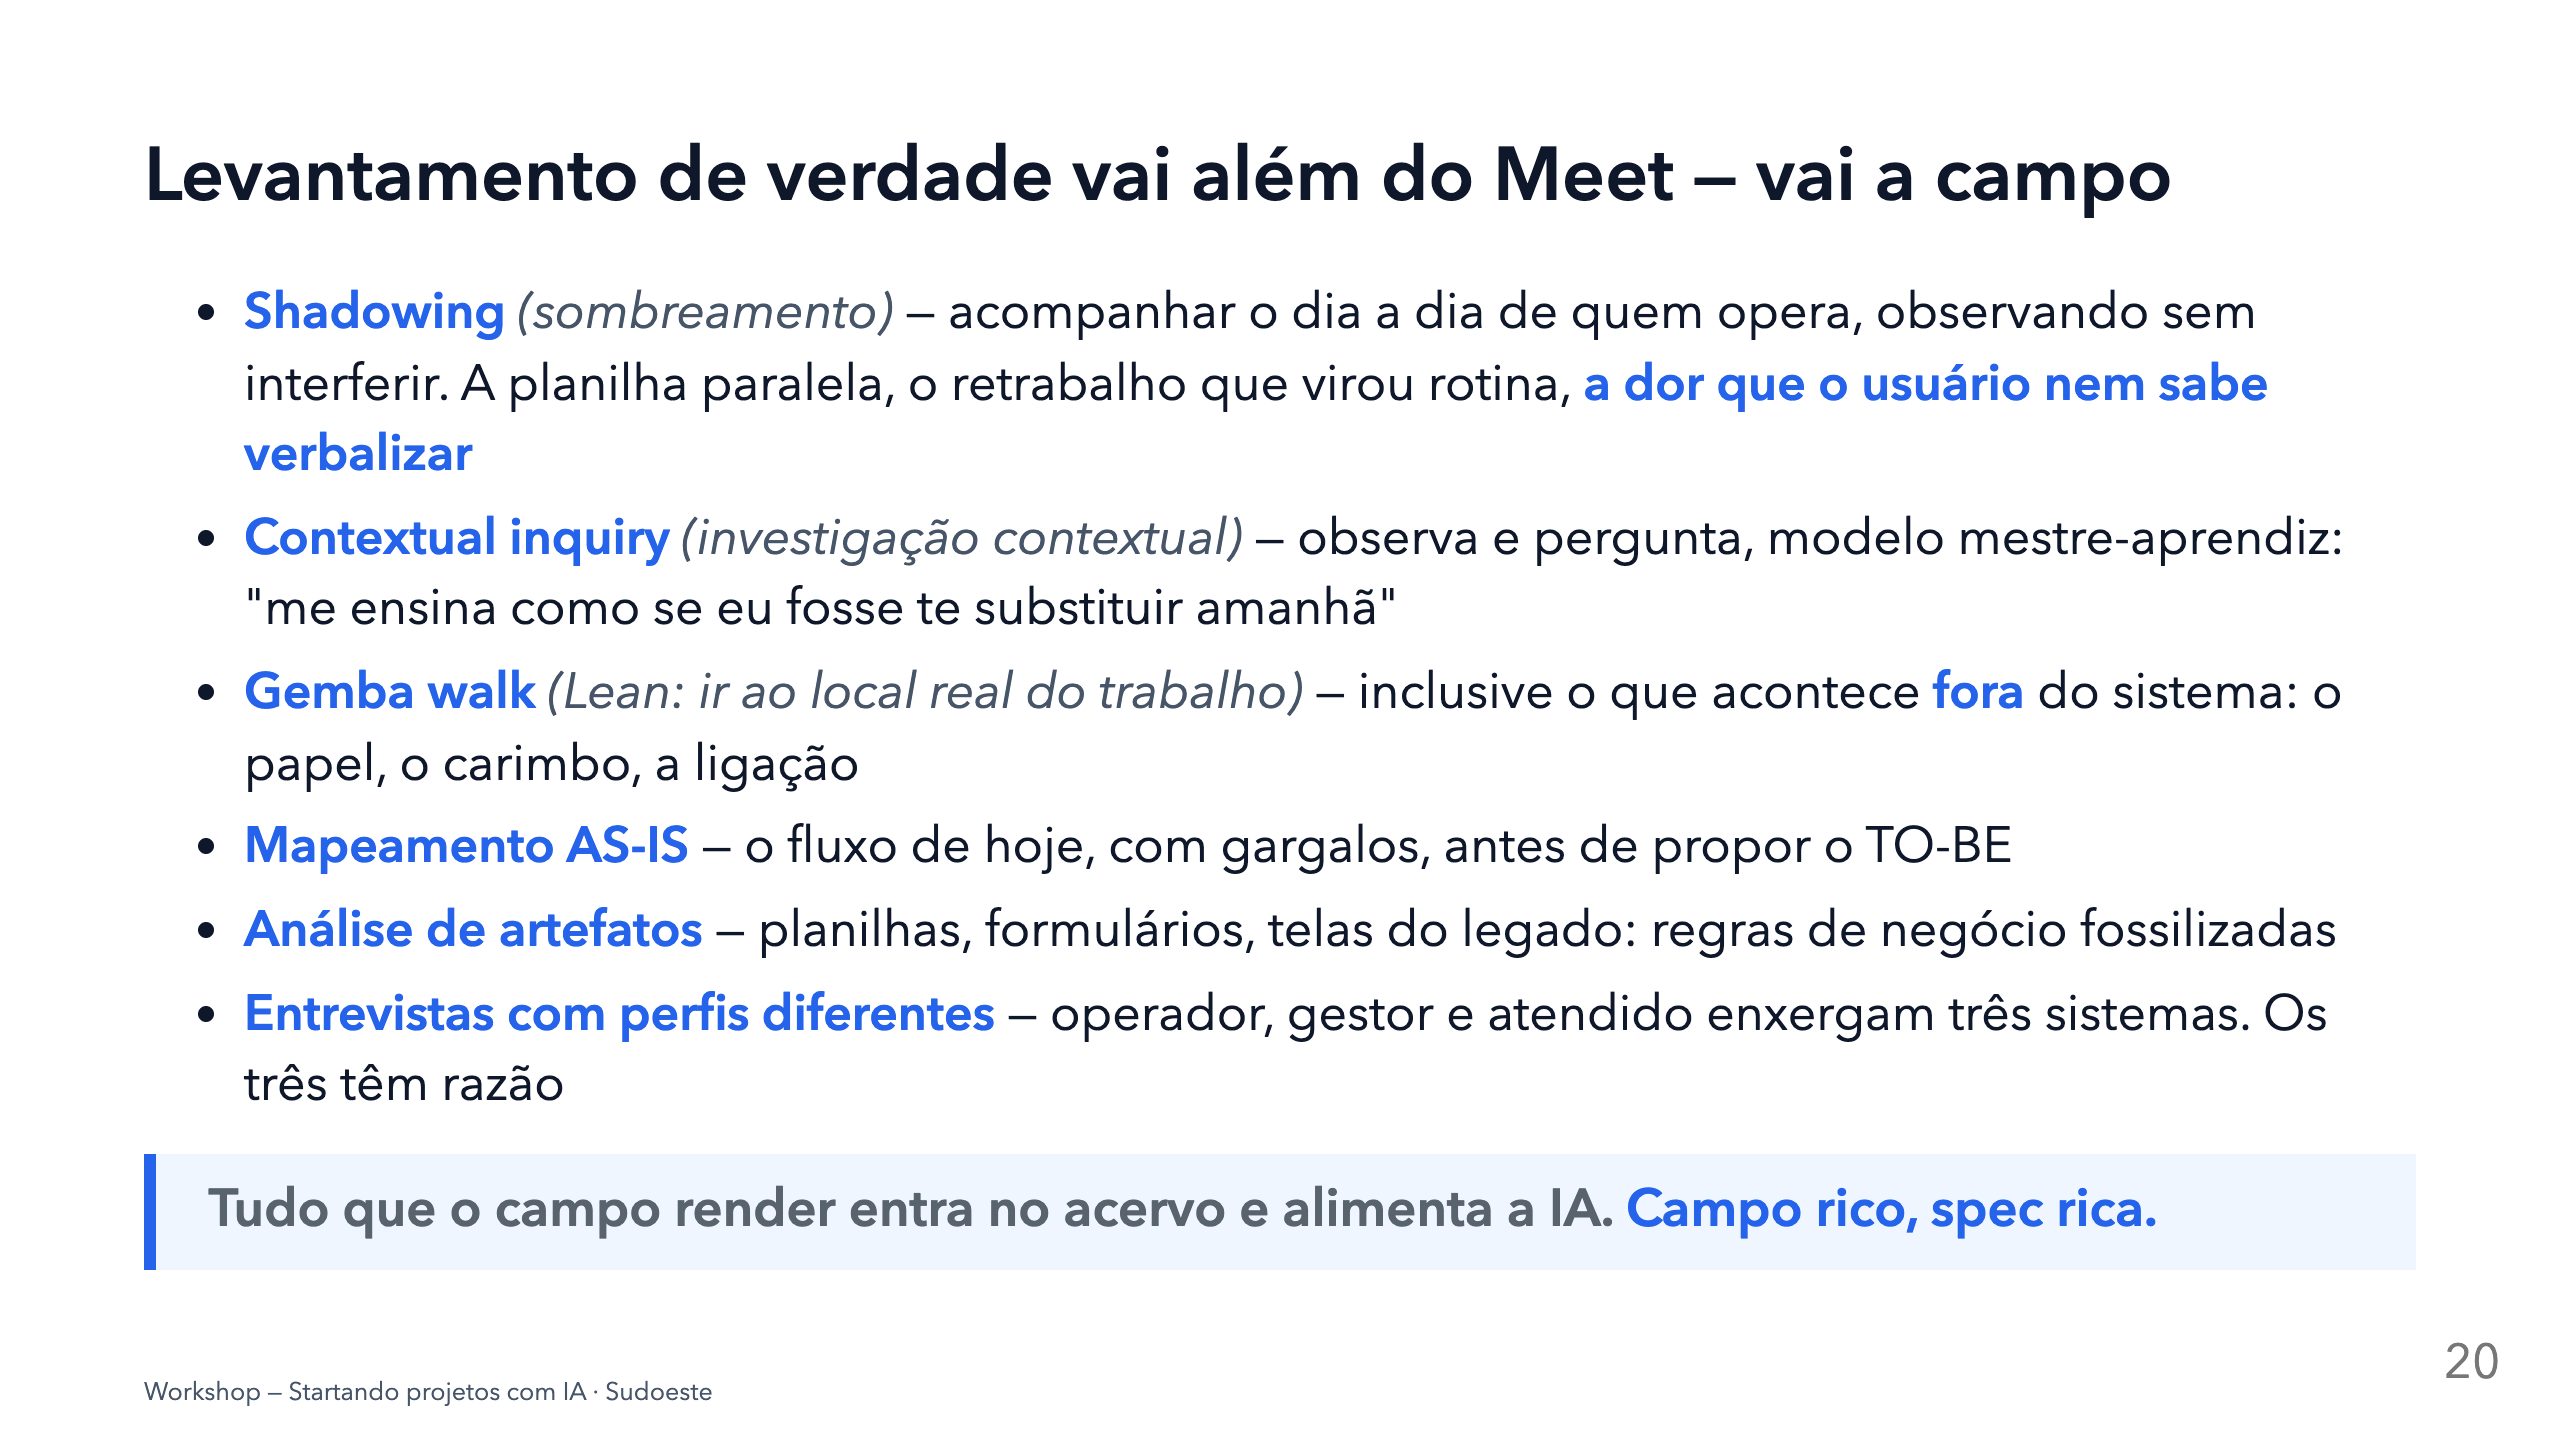 Levantamento de verdade vai além do Meet – vai a campo
• Shadowing (sombreamento) – acompanhar o dia a dia de quem opera, observando sem
interferir. A planilha paralela, o retrabalho que virou rotina, a dor que o usuário nem sabe
verbalizar
• Contextual inquiry (investigação contextual) – observa e pergunta, modelo mestre-aprendiz:
"me ensina como se eu fosse te substituir amanhã"
• Gemba walk (Lean: ir ao local real do trabalho) – inclusive o que acontece fora do sistema: o
papel, o carimbo, a ligação
• Mapeamento AS-IS – o fluxo de hoje, com gargalos, antes de propor o TO-BE
• Análise de artefatos – planilhas, formulários, telas do legado: regras de negócio fossilizadas
• Entrevistas com perfis diferentes – operador, gestor e atendido enxergam três sistemas. Os
três têm razão
Tudo que o campo render entra no acervo e alimenta a IA. Campo rico, spec rica.
Workshop – Startando projetos com IA · Sudoeste
20